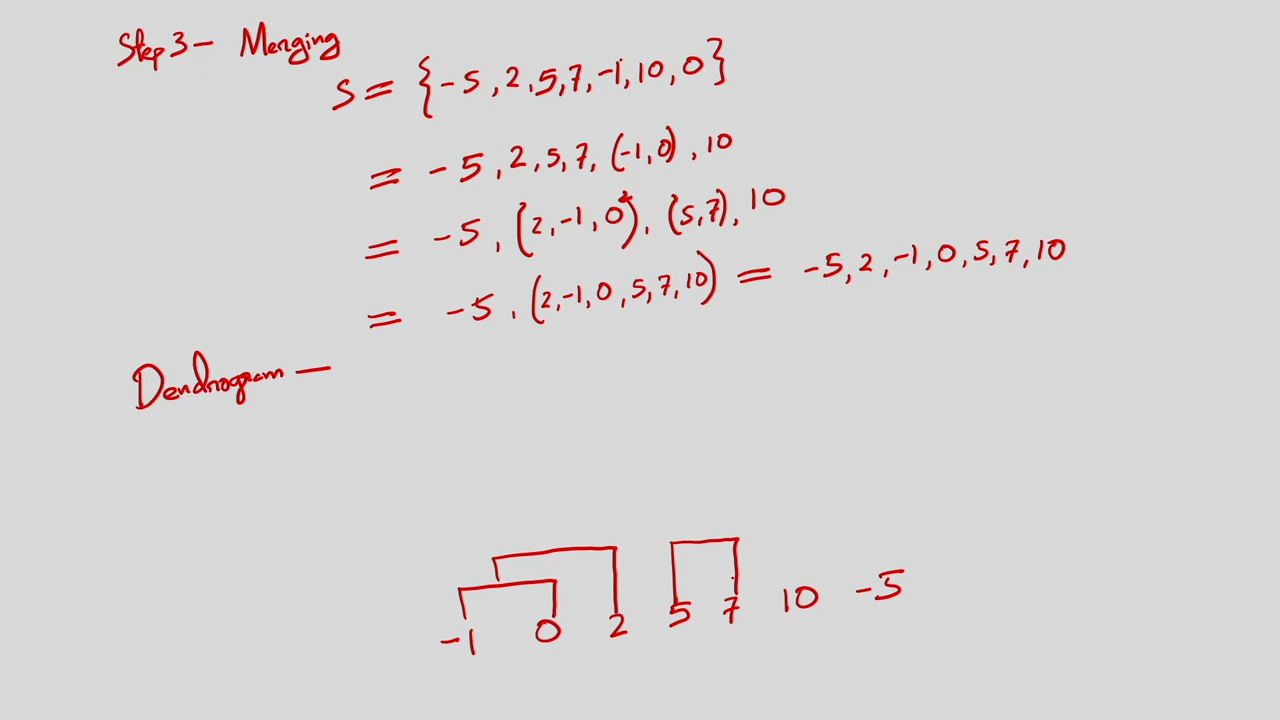 Step 3 - Merging
S = {-5, 2, 5, 7, -1, 10, 0}
= -5, 2, 5, 7, (-1, 0), 10
= -5, (2, -1, 0), (5, 7), 10
= -5, (2, -1, 0, 5, 7, 10) = -5, 2, -1, 0, 5, 7, 10
Dendrogram -
-1 0 2 5 7 10 -5